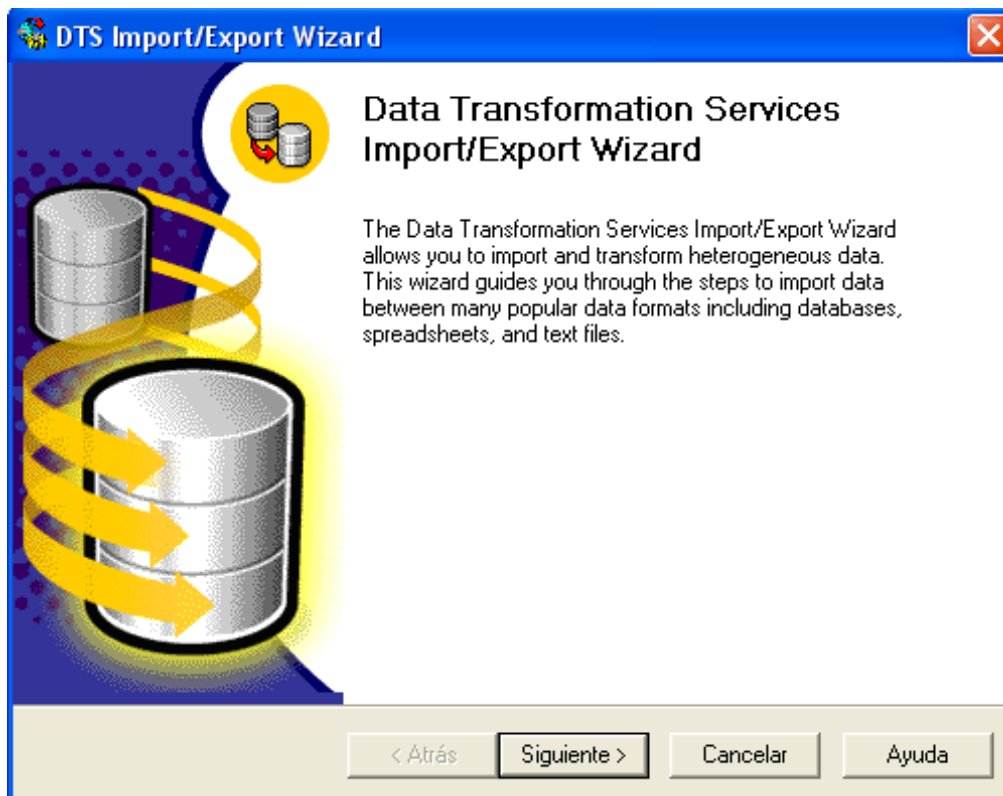 DTS Import/Export Wizard
Data Transformation Services
Import/Export Wizard
The Data Transformation Services Import/Export Wizard
allows you to import and transform heterogeneous data.
This wizard guides you through the steps to import data
between many popular data formats including databases,
spreadsheets, and text files.
< Atrás Siguiente > Cancelar Ayuda